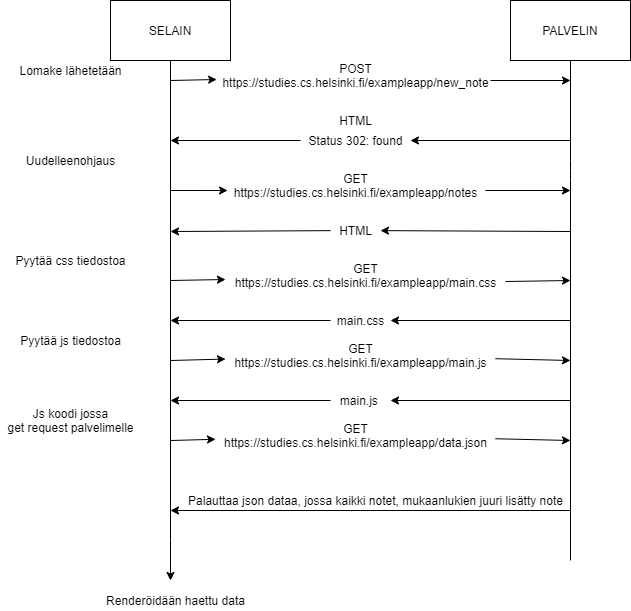 SELAIN
PALVELIN
Lomake lähetetään
POST
https://studies.cs.helsinki.fi/exampleapp/new_note
HTML
Status 302: found
Uudelleenohjaus
GET
https://studies.cs.helsinki.fi/exampleapp/notes
HTML
Pyytää css tiedostoa
GET
https://studies.cs.helsinki.fi/exampleapp/main.css
main.css
Pyytää js tiedostoa
GET
https://studies.cs.helsinki.fi/exampleapp/main.js
main.js
Js koodi jossa
get request palvelimelle
GET
https://studies.cs.helsinki.fi/exampleapp/data.json
Palauttaa json dataa, jossa kaikki notet, mukaanlukien juuri lisätty note
Renderöidään haettu data